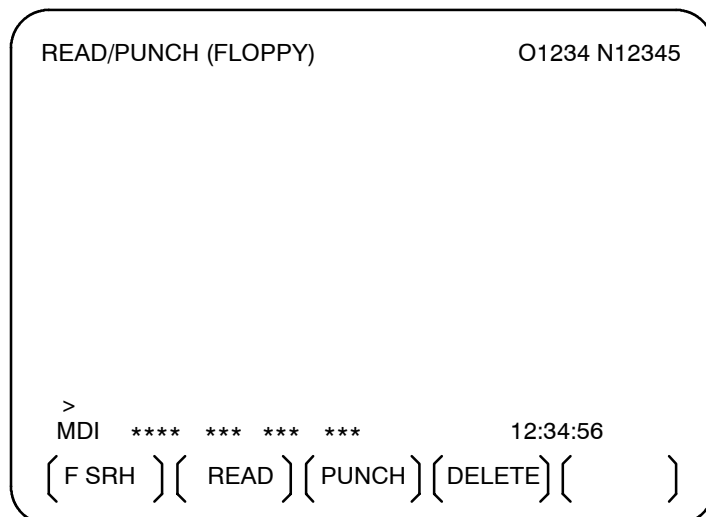 READ/PUNCH (FLOPPY) O1234 N12345
>
MDI **** *** *** *** 12:34:56
[ F SRH ] [ READ ] [ PUNCH ] [ DELETE ] [ ]